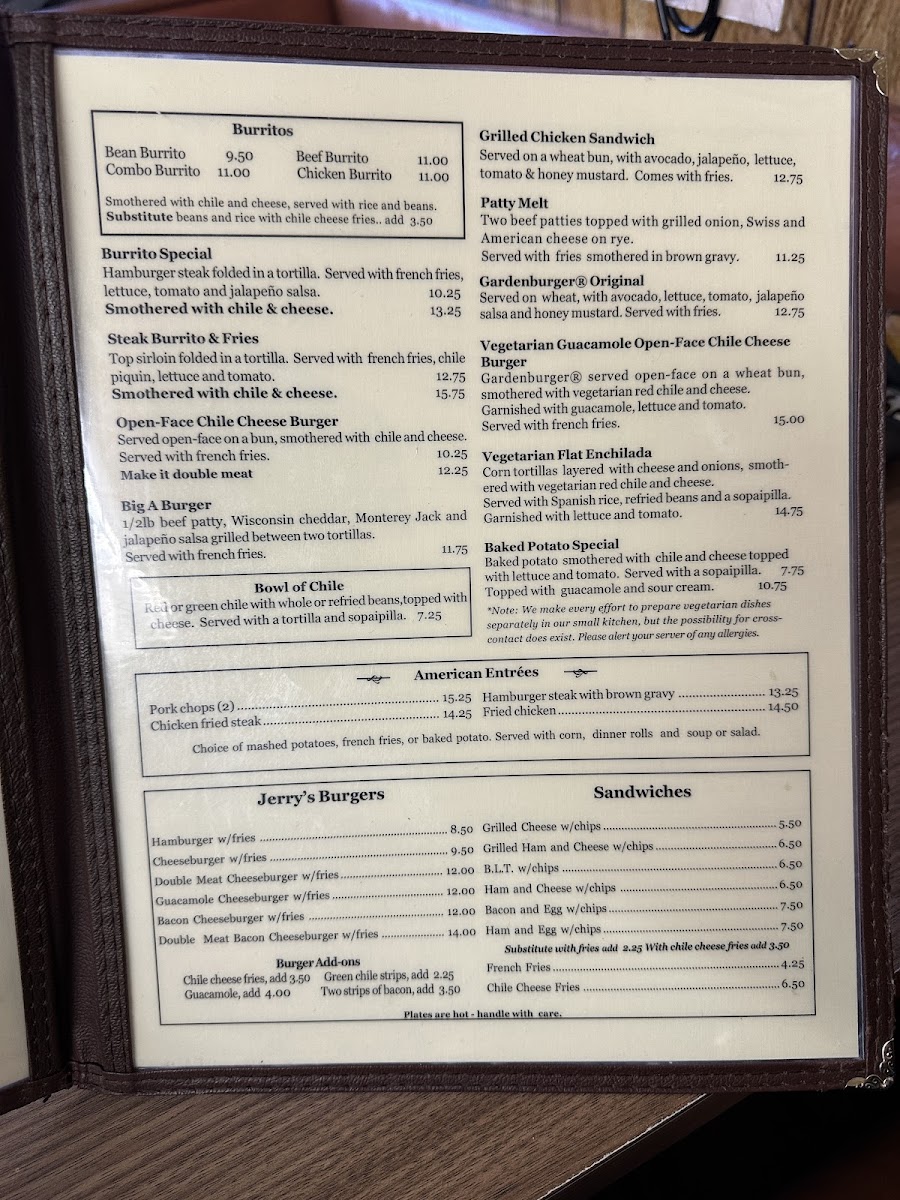 Burritos
Bean Burrito 9.50 Beef Burrito 11.00
Combo Burrito 11.00 Chicken Burrito 11.00
Smothered with chile and cheese, served with rice and beans.
Substitute beans and rice with chile cheese fries.. add 3.50
Burrito Special
Hamburger steak folded in a tortilla. Served with french fries,
lettuce, tomato and jalapeño salsa. 10.25
Smothered with chile & cheese. 13.25
Steak Burrito & Fries
Top sirloin folded in a tortilla. Served with french fries, chile
piquin, lettuce and tomato. 12.75
Smothered with chile & cheese. 15.75
Open-Face Chile Cheese Burger
Served open-face on a bun, smothered with chile and cheese.
Served with french fries. 10.25
Make it double meat 12.25
Big A Burger
1/2lb beef patty, Wisconsin cheddar, Monterey Jack and
jalapeño salsa grilled between two tortillas.
Served with french fries. 11.75
Bowl of Chile
Red or green chile with whole or refried beans,topped with
cheese. Served with a tortilla and sopaipilla. 7.25
Grilled Chicken Sandwich
Served on a wheat bun, with avocado, jalapeño, lettuce,
tomato & honey mustard. Comes with fries. 12.75
Patty Melt
Two beef patties topped with grilled onion, Swiss and
American cheese on rye.
Served with fries smothered in brown gravy. 11.25
Gardenburger® Original
Served on wheat, with avocado, lettuce, tomato, jalapeño
salsa and honey mustard. Served with fries. 12.75
Vegetarian Guacamole Open-Face Chile Cheese
Burger
Gardenburger® served open-face on a wheat bun,
smothered with vegetarian red chile and cheese.
Garnished with guacamole, lettuce and tomato.
Served with french fries. 15.00
Vegetarian Flat Enchilada
Corn tortillas layered with cheese and onions, smoth-
ered with vegetarian red chile and cheese.
Served with Spanish rice, refried beans and a sopaipilla.
Garnished with lettuce and tomato. 14.75
Baked Potato Special
Baked potato smothered with chile and cheese topped
with lettuce and tomato. Served with a sopaipilla. 7.75
Topped with guacamole and sour cream. 10.75
*Note: We make every effort to prepare vegetarian dishes
separately in our small kitchen, but the possibility for cross-
contact does exist. Please alert your server of any allergies.
American Entrées
Pork chops (2) 15.25 Hamburger steak with brown gravy 13.25
Chicken fried steak 14.25 Fried chicken 14.50
Choice of mashed potatoes, french fries, or baked potato. Served with corn, dinner rolls and soup or salad.
Jerry's Burgers
Hamburger w/fries 8.50
Cheeseburger w/fries 9.50
Double Meat Cheeseburger w/fries 12.00
Guacamole Cheeseburger w/fries 12.00
Bacon Cheeseburger w/fries 12.00
Double Meat Bacon Cheeseburger w/fries 14.00
Burger Add-ons
Chile cheese fries, add 3.50 Green chile strips, add 2.25
Guacamole, add 4.00 Two strips of bacon, add 3.50
Sandwiches
Grilled Cheese w/chips 5.50
Grilled Ham and Cheese w/chips 6.50
B.L.T. w/chips 6.50
Ham and Cheese w/chips 6.50
Bacon and Egg w/chips 7.50
Ham and Egg w/chips 7.50
Substitute with fries add 2.25 With chile cheese fries add 3.50
French Fries 4.25
Chile Cheese Fries 6.50
Plates are hot - handle with care.